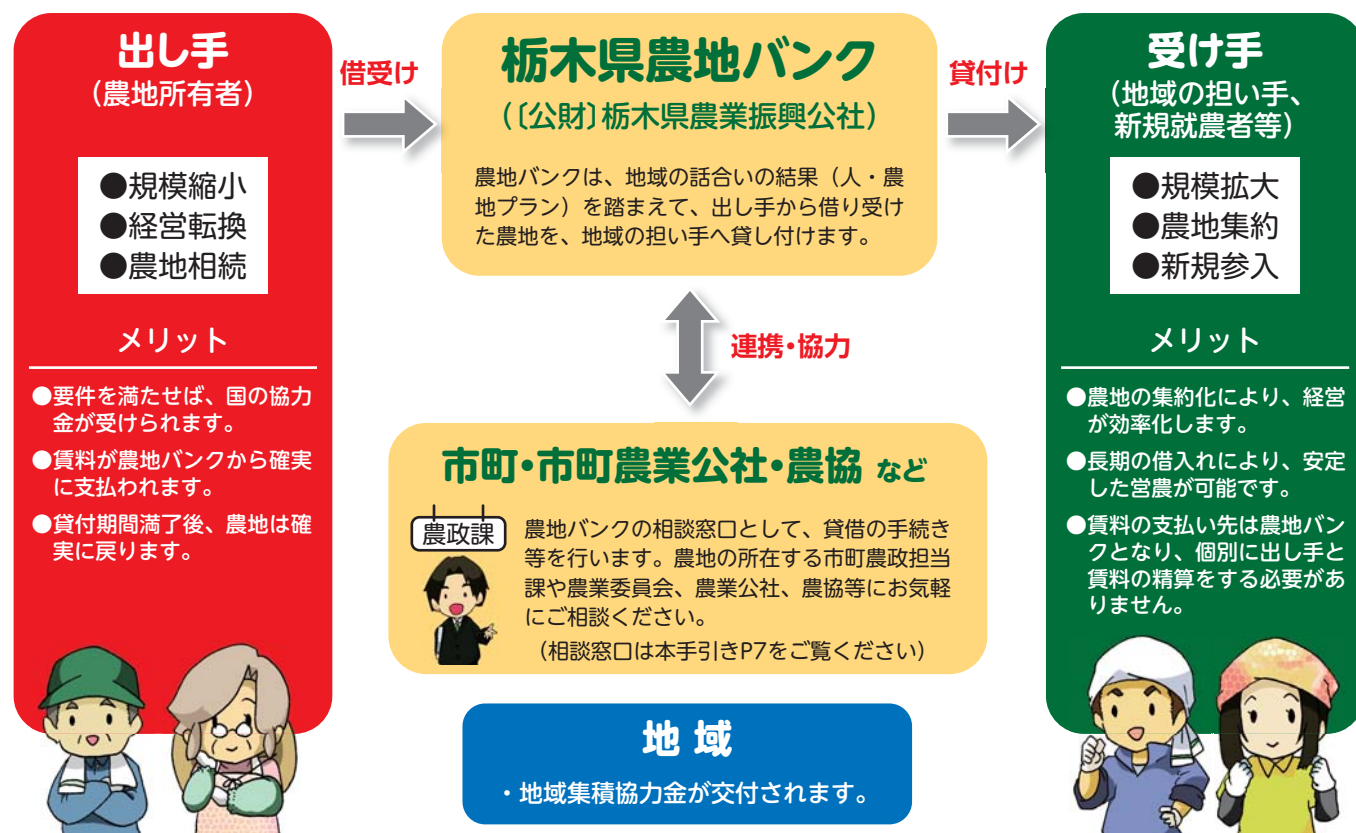 出し手
(農地所有者)
●規模縮小
●経営転換
●農地相続
メリット
●要件を満たせば、国の協力
金が受けられます。
●賃料が農地バンクから確実
に支払われます。
●貸付期間満了後、農地は確
実に戻ります。
借受け
栃木県農地バンク
(〔公財〕栃木県農業振興公社)
農地バンクは、地域の話合いの結果(人・農
地プラン)を踏まえて、出し手から借り受け
た農地を、地域の担い手へ貸し付けます。
連携・協力
市町・市町農業公社・農協 など
農政課
農地バンクの相談窓口として、貸借の手続き
等を行います。農地の所在する市町農政担当
課や農業委員会、農業公社、農協等にお気軽
にご相談ください。
(相談窓口は本手引きP7をご覧ください)
地 域
・地域集積協力金が交付されます。
貸付け
受け手
(地域の担い手、
新規就農者等)
●規模拡大
●農地集約
●新規参入
メリット
●農地の集約化により、経営
が効率化します。
●長期の借入れにより、安定
した営農が可能です。
●賃料の支払い先は農地バン
クとなり、個別に出し手と
賃料の精算をする必要があ
りません。